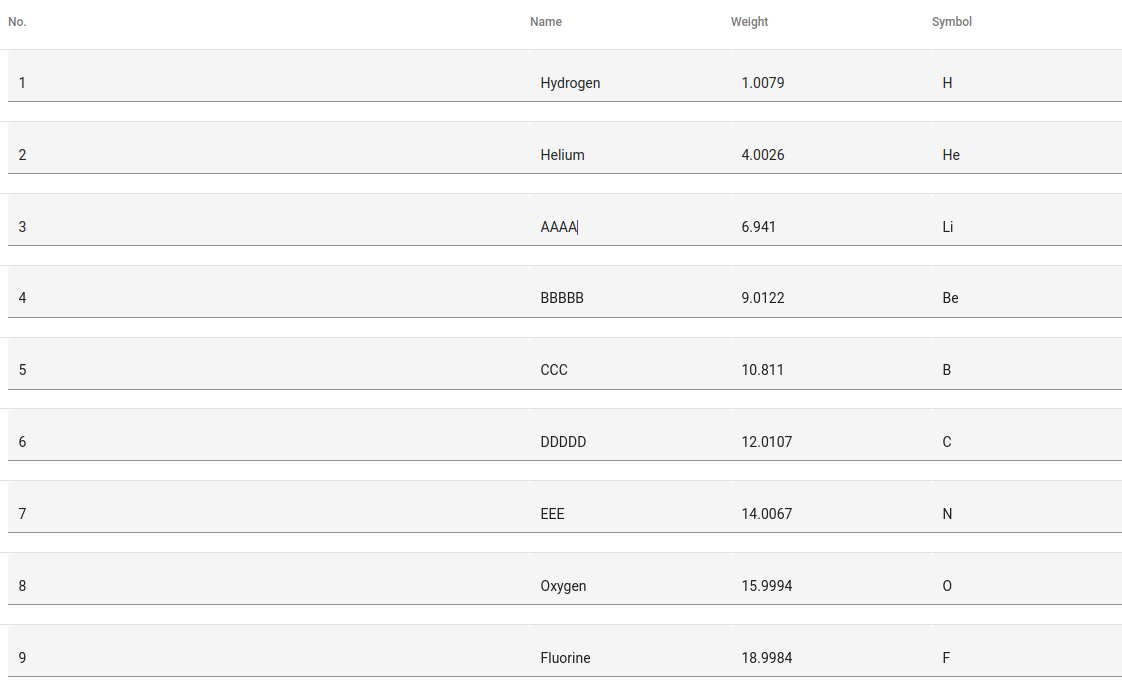 No. Name Weight Symbol
1 Hydrogen 1.0079 H
2 Helium 4.0026 He
3 AAAA 6.941 Li
4 BBBBB 9.0122 Be
5 CCC 10.811 B
6 DDDDD 12.0107 C
7 EEE 14.0067 N
8 Oxygen 15.9994 O
9 Fluorine 18.9984 F